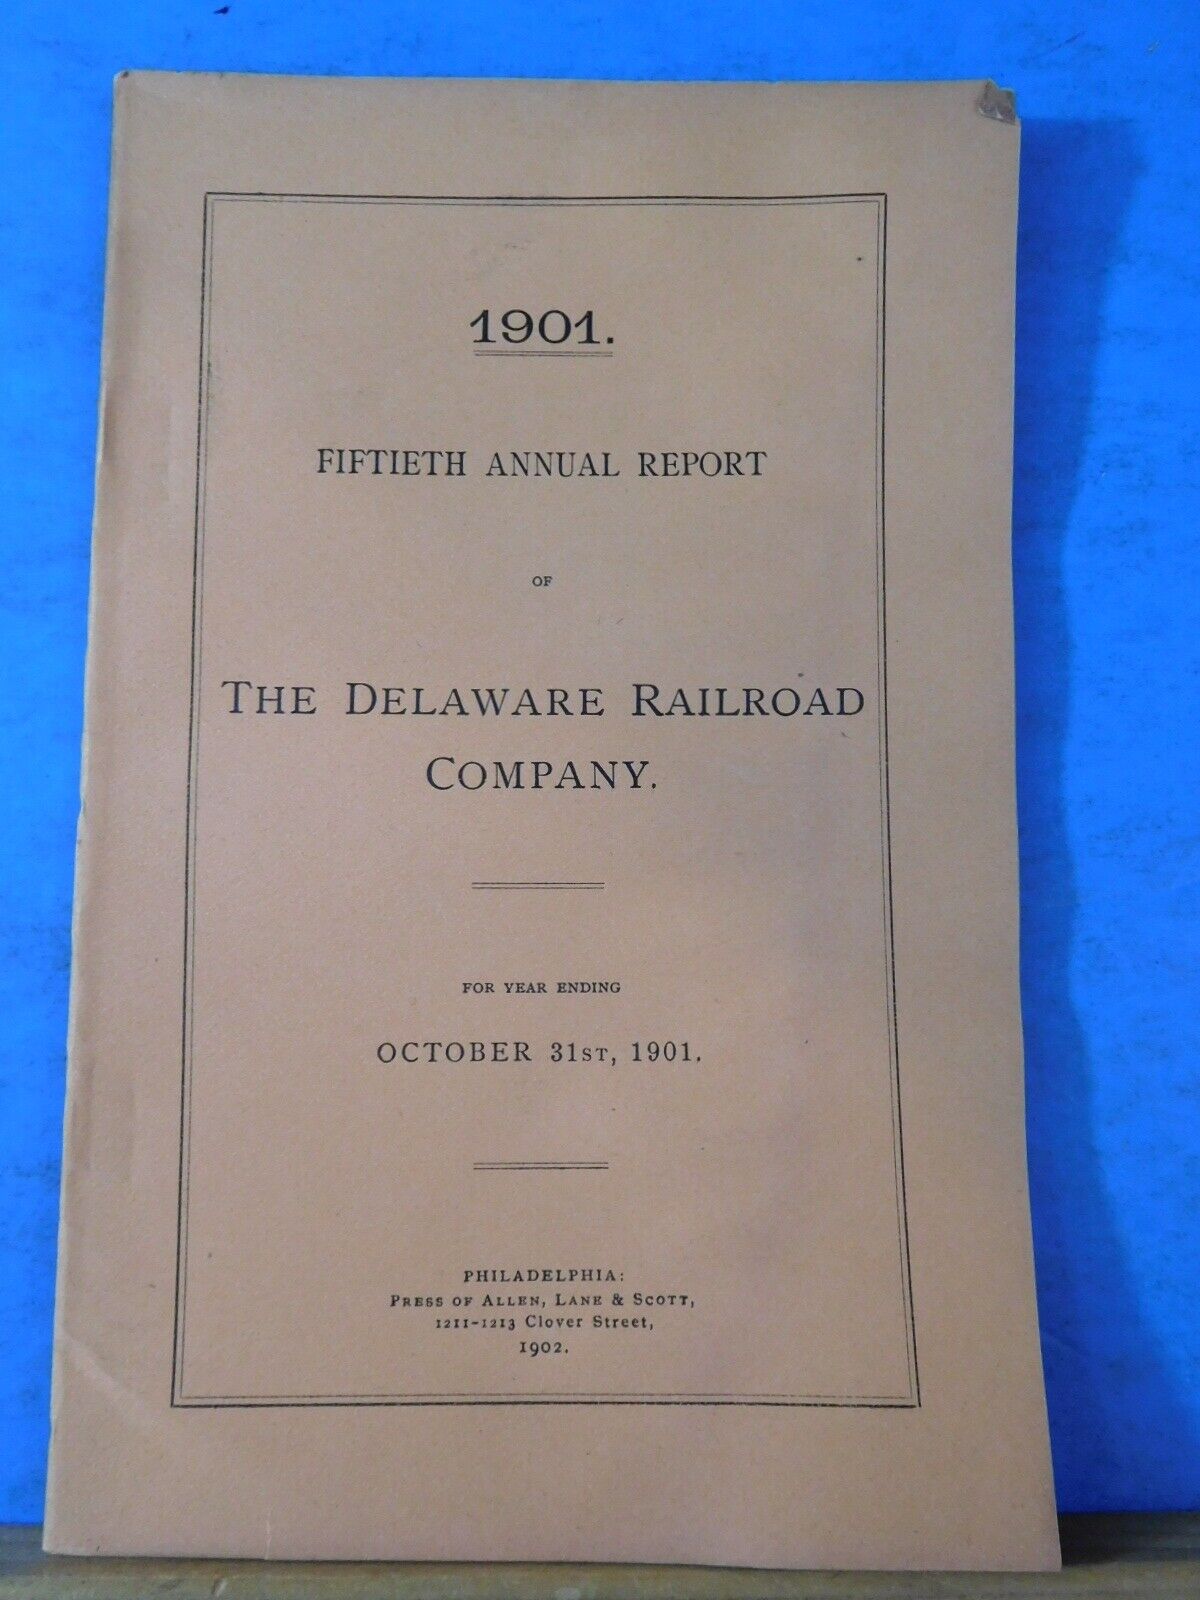 1901.
FIFTIETH ANNUAL REPORT
OF
THE DELAWARE RAILROAD
COMPANY.
FOR YEAR ENDING
OCTOBER 31ST, 1901.
PHILADELPHIA:
PRESS OF ALLEN, LANE & SCOTT,
1211-1213 Clover Street,
1902.